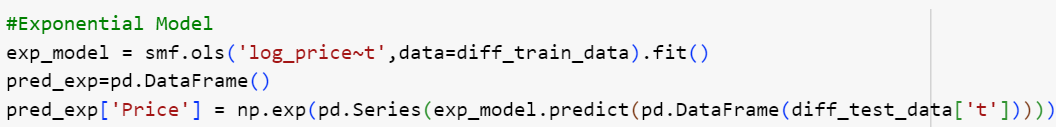 #Exponential Model
exp_model = smf.ols('log_price~t',data=diff_train_data).fit()
pred_exp=pd.DataFrame()
pred_exp['Price'] = np.exp(pd.Series(exp_model.predict(pd.DataFrame(diff_test_data['t']))))